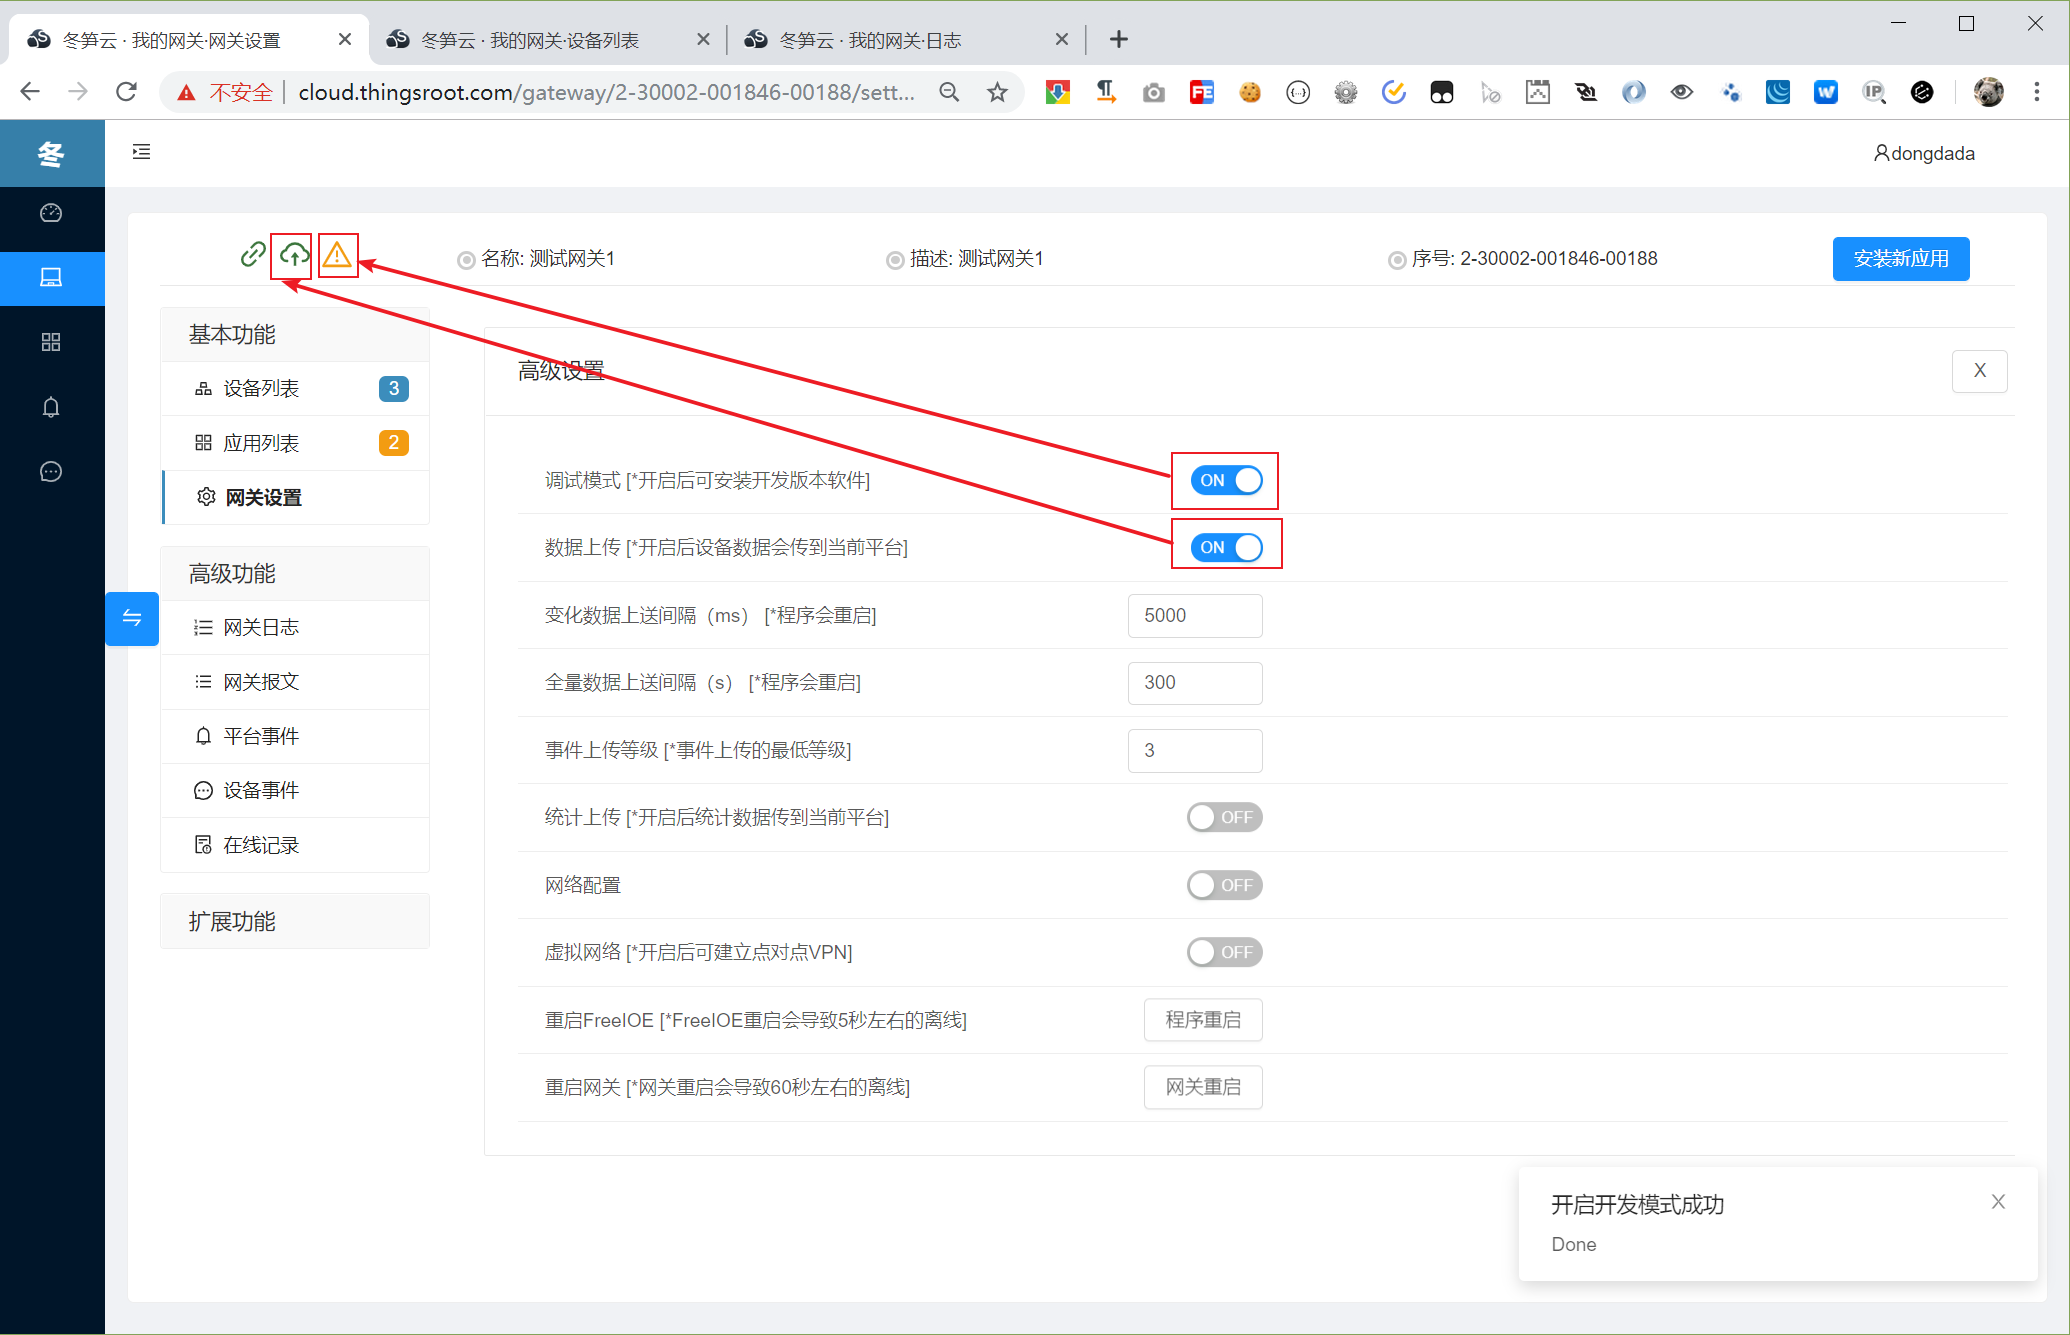 冬笋云 · 我的网关·网关设置
冬笋云 · 我的网关·设备列表
冬笋云 · 我的网关·日志
不安全 cloud.thingsroot.com/gateway/2-30002-001846-00188/sett...
冬
dongdada
名称: 测试网关1
描述: 测试网关1
序号: 2-30002-001846-00188
安装新应用
基本功能
设备列表 3
应用列表 2
网关设置
高级功能
网关日志
网关报文
平台事件
设备事件
在线记录
扩展功能
高级设置
X
调试模式 [*开启后可安装开发版本软件] ON
数据上传 [*开启后设备数据会传到当前平台] ON
变化数据上送间隔（ms） [*程序会重启] 5000
全量数据上送间隔（s） [*程序会重启] 300
事件上传等级 [*事件上传的最低等级] 3
统计上传 [*开启后统计数据传到当前平台] OFF
网络配置 OFF
虚拟网络 [*开启后可建立点对点VPN] OFF
重启FreeIOE [*FreeIOE重启会导致5秒左右的离线] 程序重启
重启网关 [*网关重启会导致60秒左右的离线] 网关重启
开启开发模式成功
Done